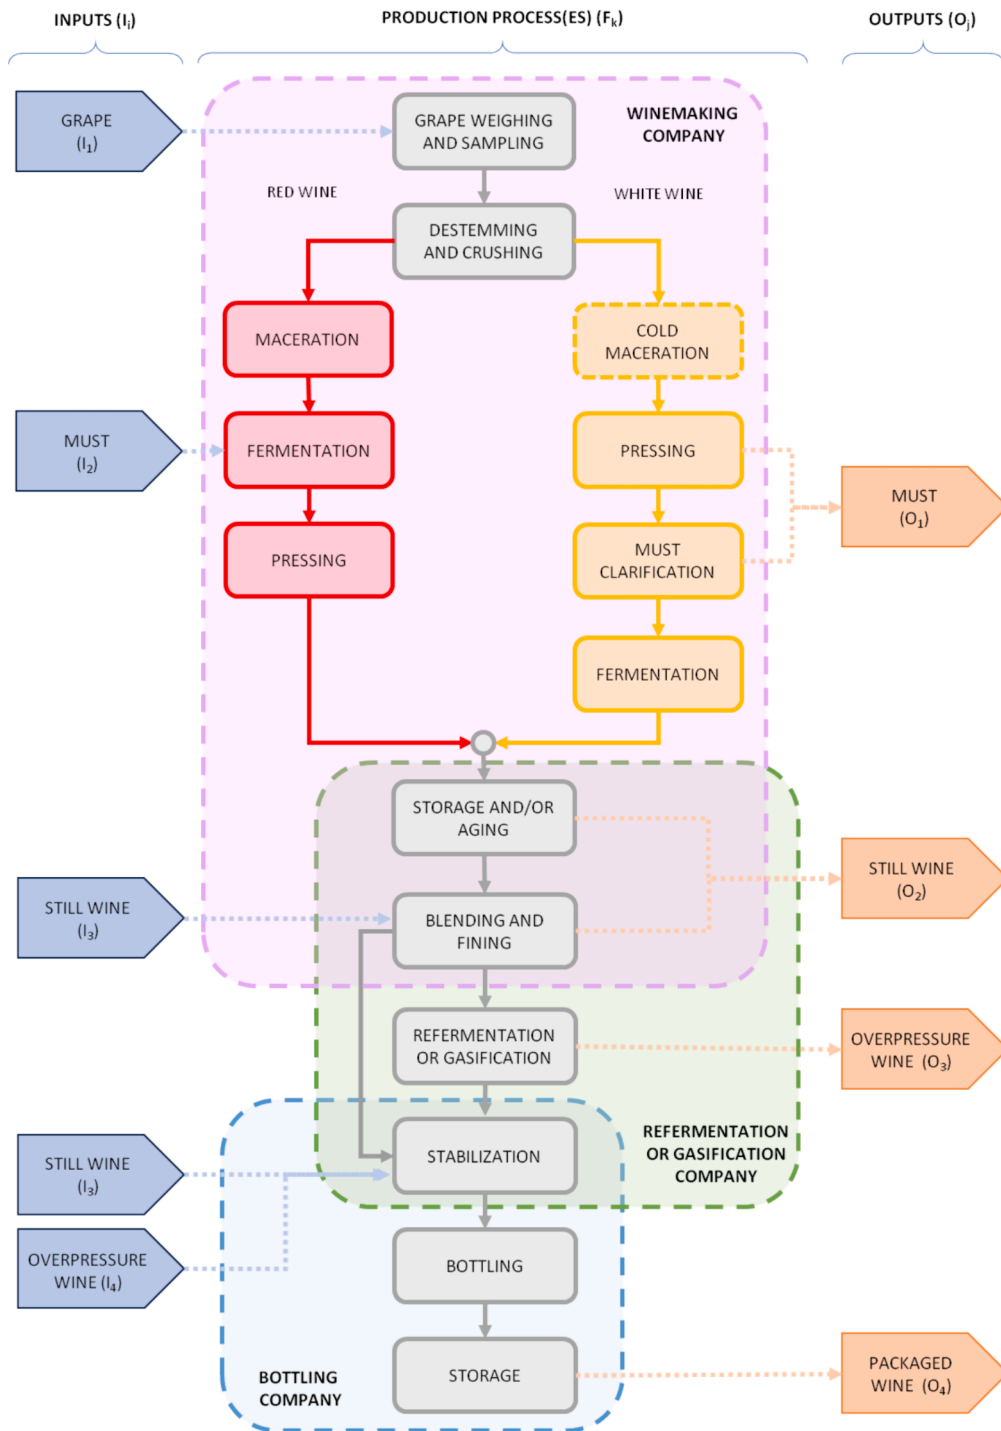 INPUTS (Ii)
PRODUCTION PROCESS(ES) (Fk)
OUTPUTS (Oj)
GRAPE
(I1)
GRAPE WEIGHING
AND SAMPLING
WINEMAKING
COMPANY
RED WINE
WHITE WINE
DESTEMMING
AND CRUSHING
MACERATION
COLD
MACERATION
MUST
(I2)
FERMENTATION
PRESSING
MUST
(O1)
PRESSING
MUST
CLARIFICATION
FERMENTATION
STORAGE AND/OR
AGING
STILL WINE
(O2)
STILL WINE
(I3)
BLENDING AND
FINING
REFERMENTATION
OR GASIFICATION
OVERPRESSURE
WINE (O3)
STILL WINE
(I3)
STABILIZATION
REFERMENTATION
OR GASIFICATION
COMPANY
OVERPRESSURE
WINE (I4)
BOTTLING
BOTTLING
COMPANY
STORAGE
PACKAGED
WINE (O4)